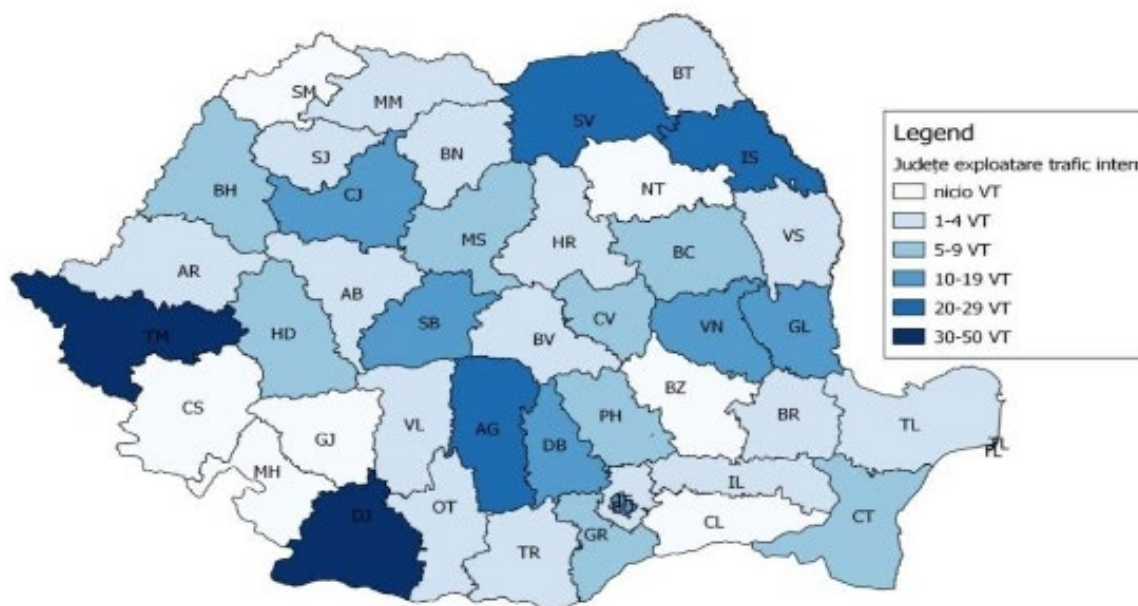 BT
SM
MM
SV
SJ
BN
IS
BH
CJ
NT
MS
HR
VS
BC
AR
AB
TM
HD
SB
CV
VN
GL
BV
CS
BZ
VL
AG
PH
BR
TL
GJ
DB
TL
TL
MH
IL
DJ
OT
CT
GR
CL
TR
Legend
Județe exploatare trafic intern
nicio VT
1-4 VT
5-9 VT
10-19 VT
20-29 VT
30-50 VT